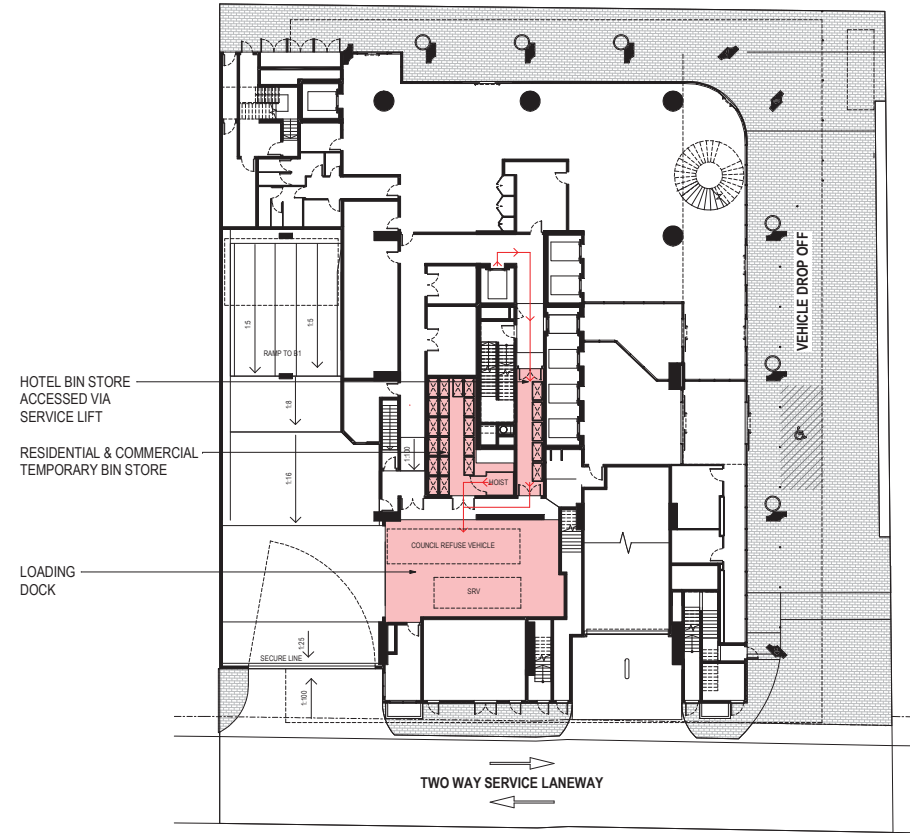 VEHICLE DROP OFF
1:5
1:5
RAMP TO B1
HOTEL BIN STORE
ACCESSED VIA
SERVICE LIFT
1:8
RESIDENTIAL & COMMERCIAL
TEMPORARY BIN STORE
1:100
1:16
HOIST
COUNCIL REFUSE VEHICLE
LOADING
DOCK
SRV
1:25
SECURE LINE
1:100
TWO WAY SERVICE LANEWAY